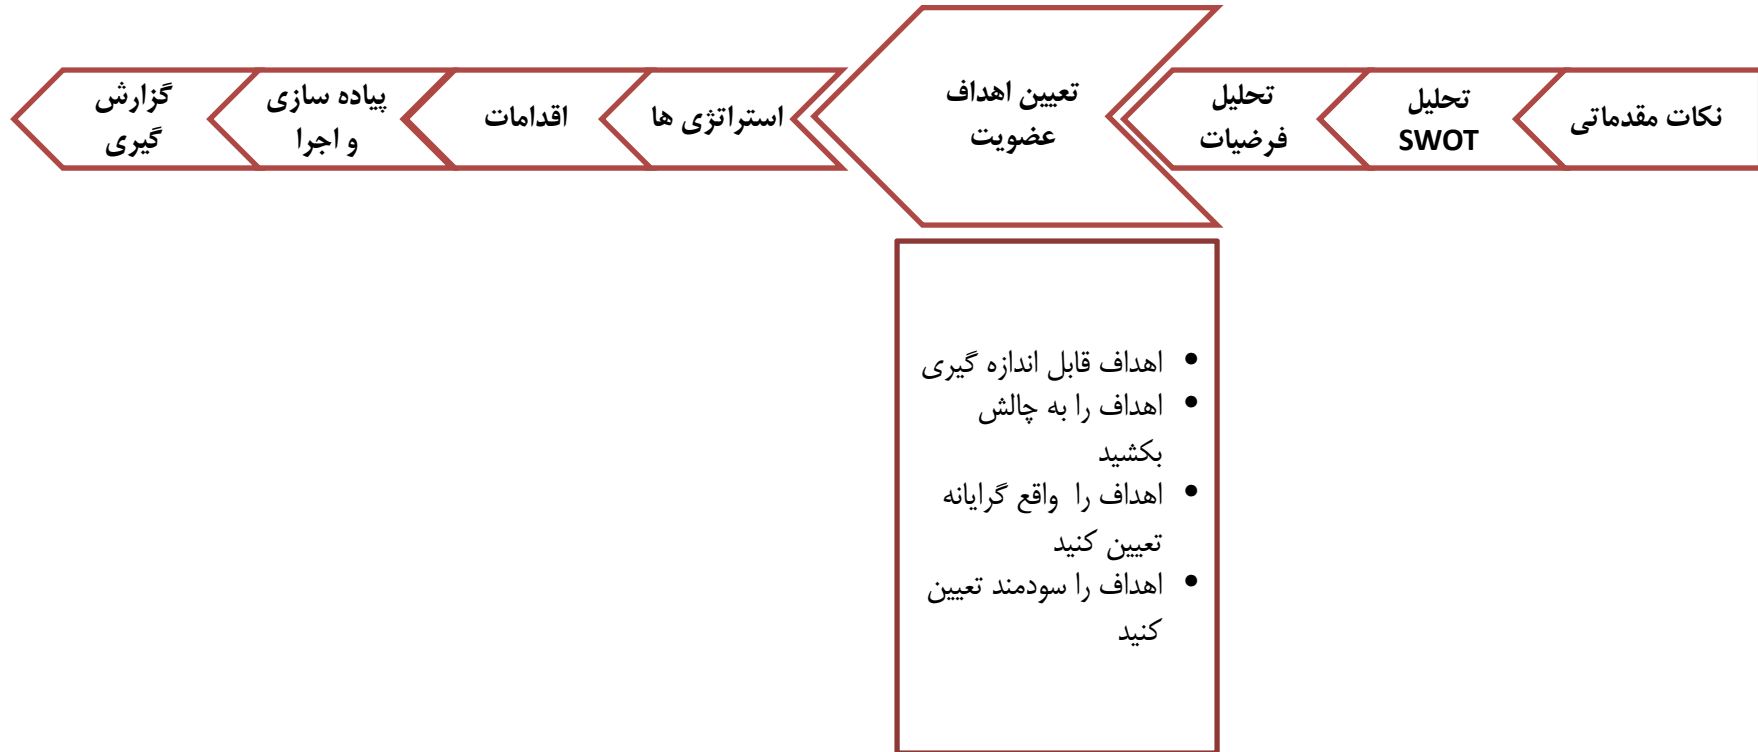 نکات مقدماتی
تحلیل
SWOT
تحلیل
فرضیات
تعیین اهداف
عضویت
استراتژی ها
اقدامات
پیاده سازی
و اجرا
گزارش
گیری
• اهداف قابل اندازه گیری
• اهداف را به چالش
بکشید
• اهداف را واقع گرایانه
تعیین کنید
• اهداف را سودمند تعیین
کنید